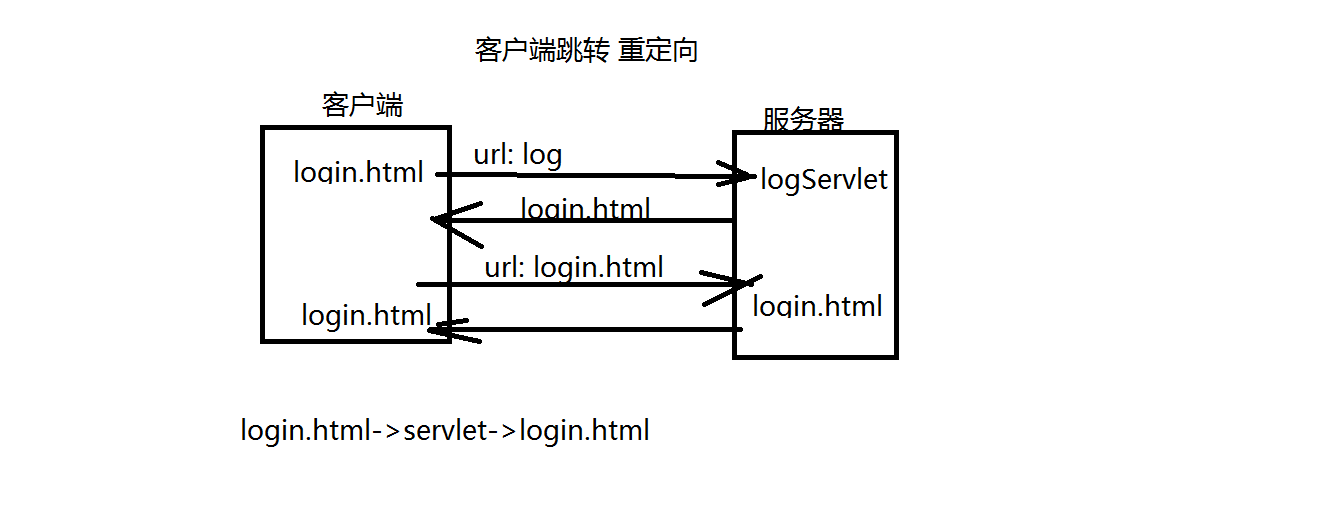 客户端跳转 重定向
客户端
服务器
login.html
url: log
logServlet
login.html
url: login.html
login.html
login.html
login.html->servlet->login.html